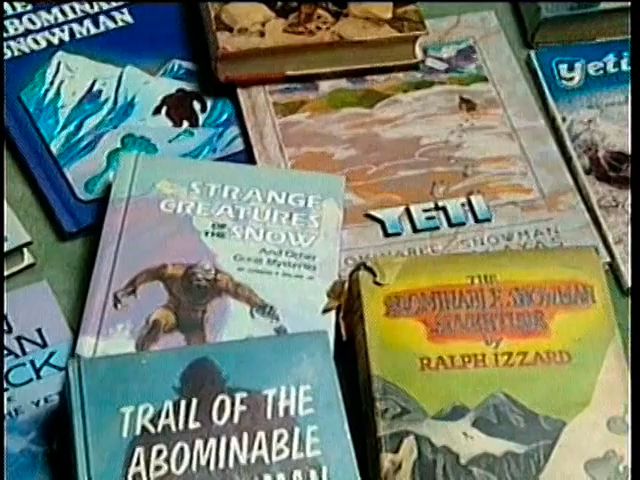 ABOMINABLE
SNOWMAN
Yeti
STRANGE
CREATURES
OF THE SNOW
And Other
Great Mysteries
YETI
SNOWMAN
THE
ABOMINABLE SNOWMAN
ADVENTURE
by
RALPH IZZARD
TRAIL OF THE
ABOMINABLE